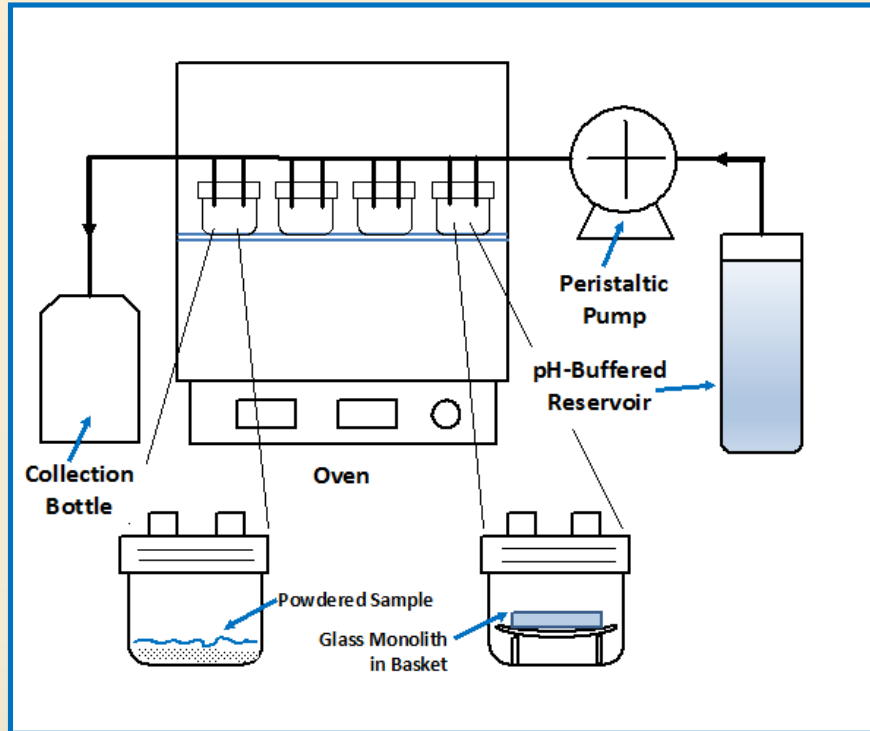 Peristaltic
Pump
pH-Buffered
Reservoir
Collection
Bottle
Oven
Powdered Sample
Glass Monolith
in Basket